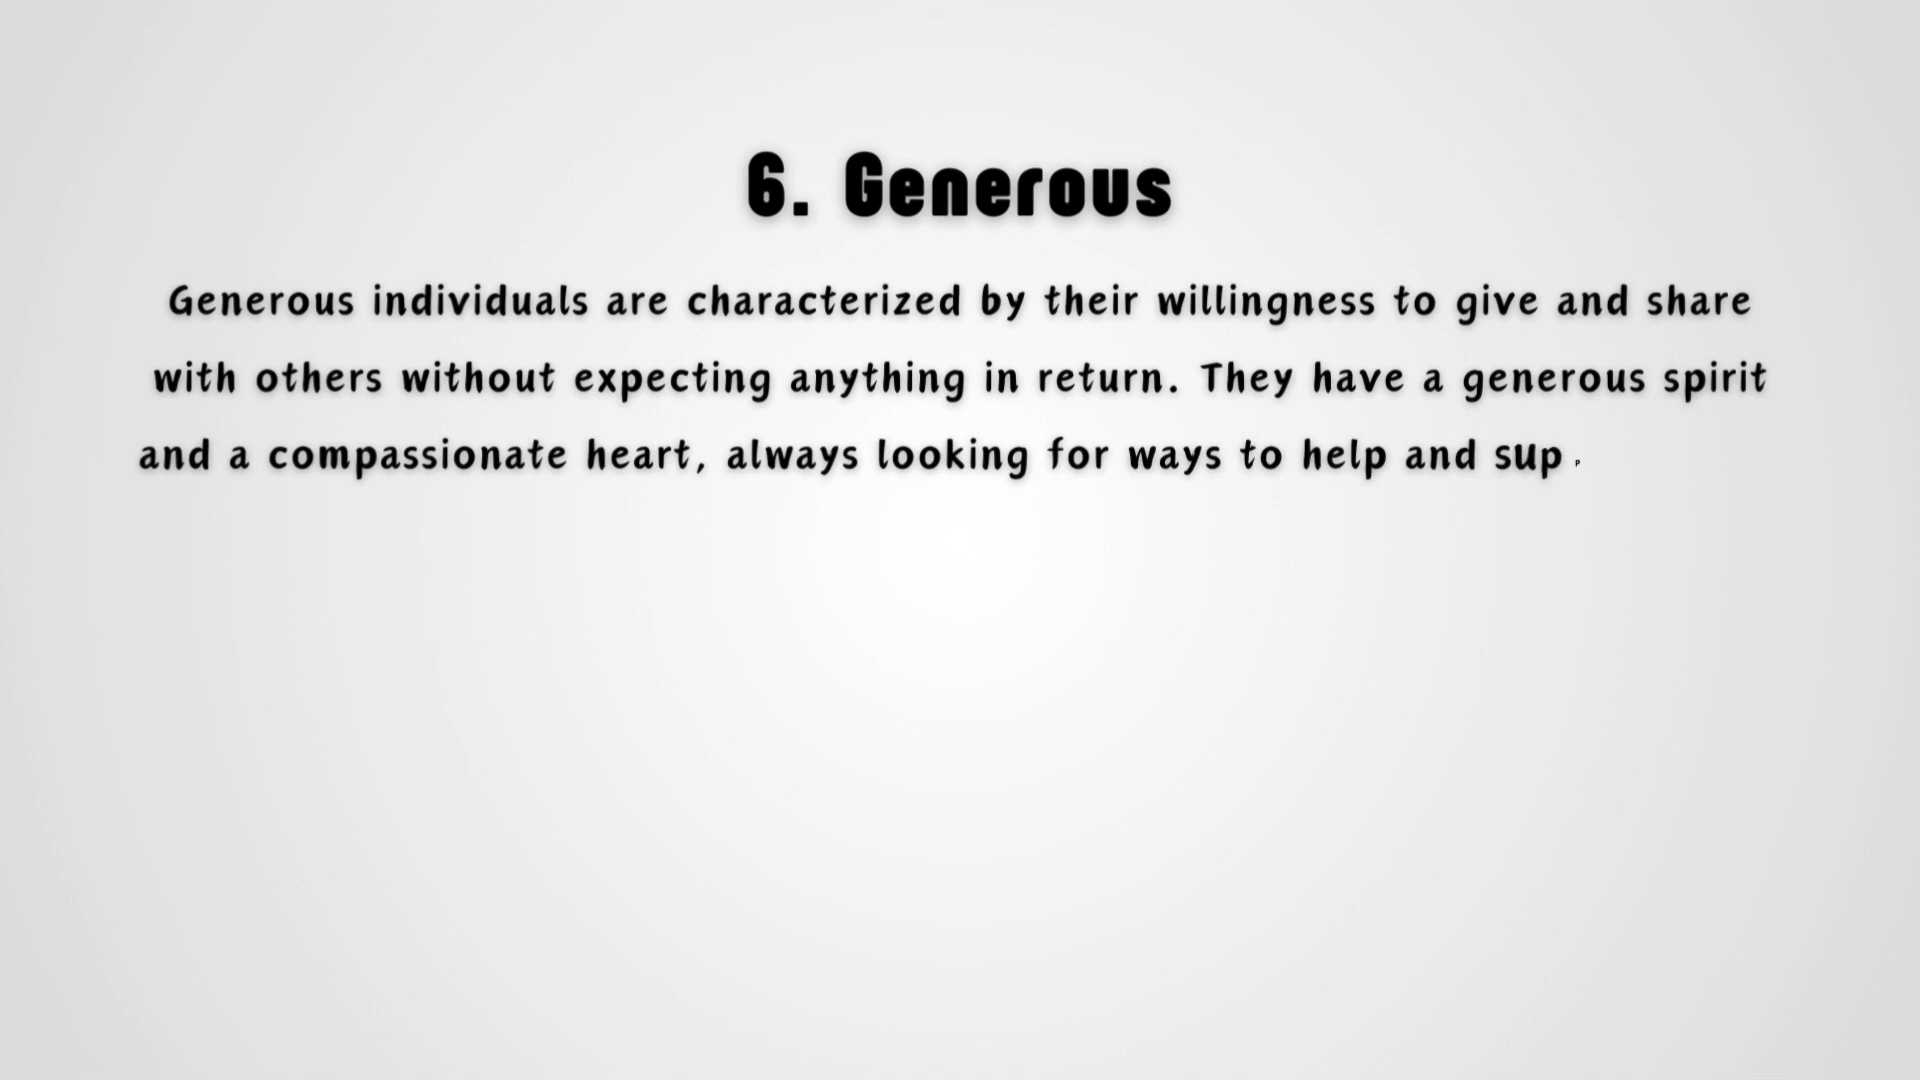 6. Generous
Generous individuals are characterized by their willingness to give and share
with others without expecting anything in return. They have a generous spirit
and a compassionate heart, always looking for ways to help and supp